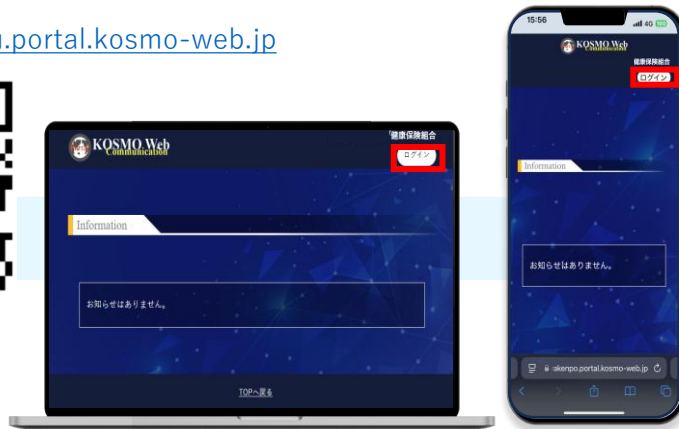 u.portal.kosmo-web.jp
KOSMO Web
Communication
健康保険組合
ログイン
Information
お知らせはありません。
TOPへ戻る
15:56
4G
KOSMO Web
Communication
健康保険組合
ログイン
Information
お知らせはありません。
akenpo.portal.kosmo-web.jp